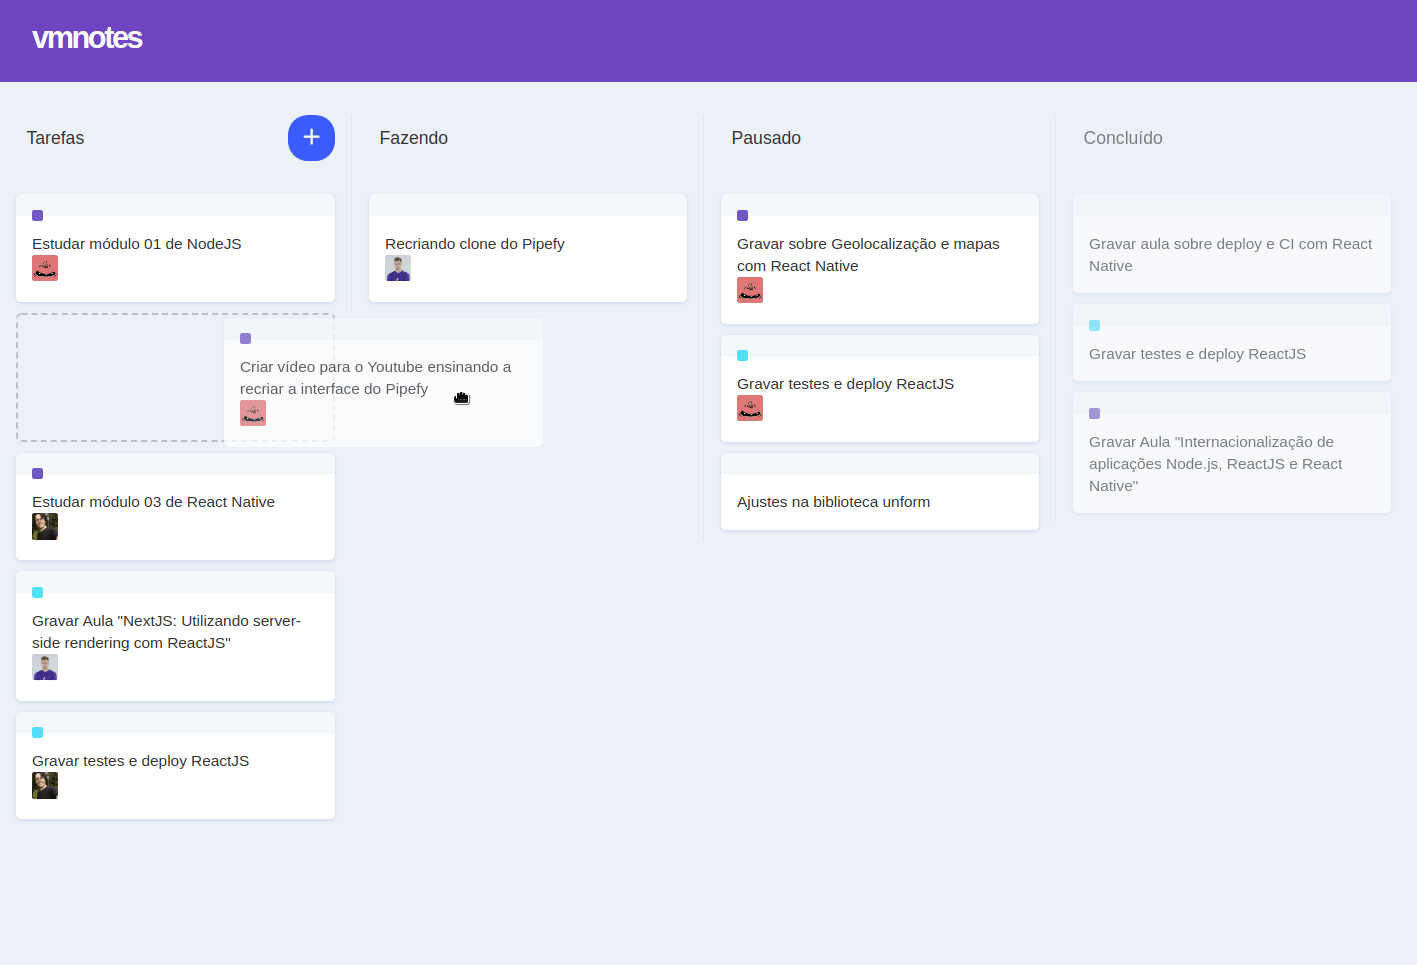 vmnotes
Tarefas
Estudar módulo 01 de NodeJS
Criar vídeo para o Youtube ensinando a
recriar a interface do Pipefy
Estudar módulo 03 de React Native
Gravar Aula "NextJS: Utilizando server-
side rendering com ReactJS"
Gravar testes e deploy ReactJS
Fazendo
Recriando clone do Pipefy
Pausado
Gravar sobre Geolocalização e mapas
com React Native
Gravar testes e deploy ReactJS
Ajustes na biblioteca unform
Concluído
Gravar aula sobre deploy e CI com React
Native
Gravar testes e deploy ReactJS
Gravar Aula "Internacionalização de
aplicações Node.js, ReactJS e React
Native"